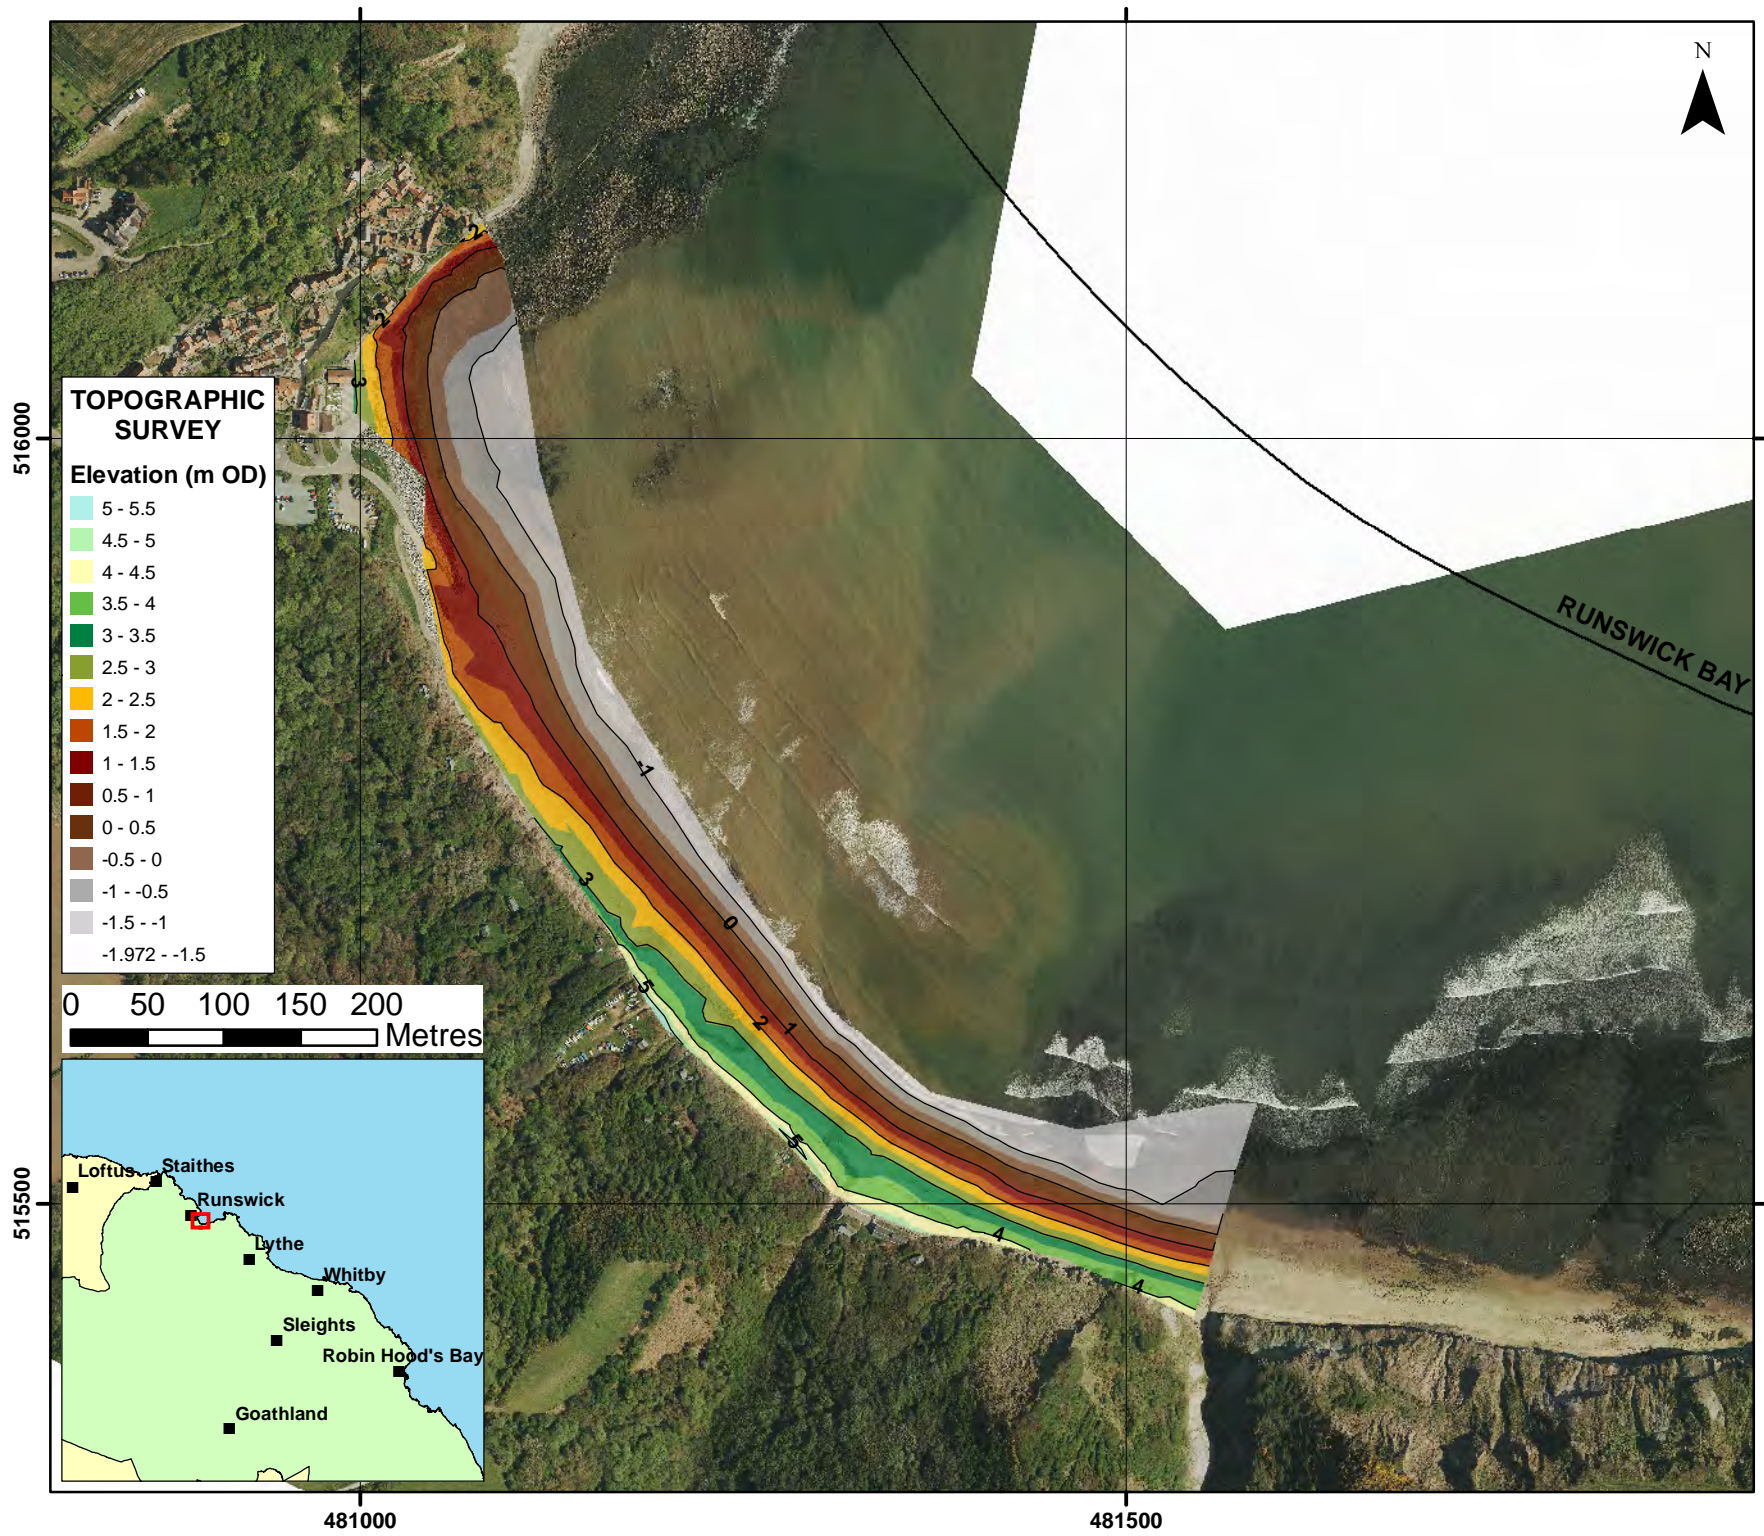 N
RUNSWICK BAY
516000
515500
481000
481500
2
2
3
-1
3
0
5
2
1
5
4
4
TOPOGRAPHIC
SURVEY
Elevation (m OD)
5 - 5.5
4.5 - 5
4 - 4.5
3.5 - 4
3 - 3.5
2.5 - 3
2 - 2.5
1.5 - 2
1 - 1.5
0.5 - 1
0 - 0.5
-0.5 - 0
-1 - -0.5
-1.5 - -1
-1.972 - -1.5
0 50 100 150 200
Metres
Loftus
Staithes
Runswick
Lythe
Whitby
Sleights
Robin Hood's Bay
Goathland